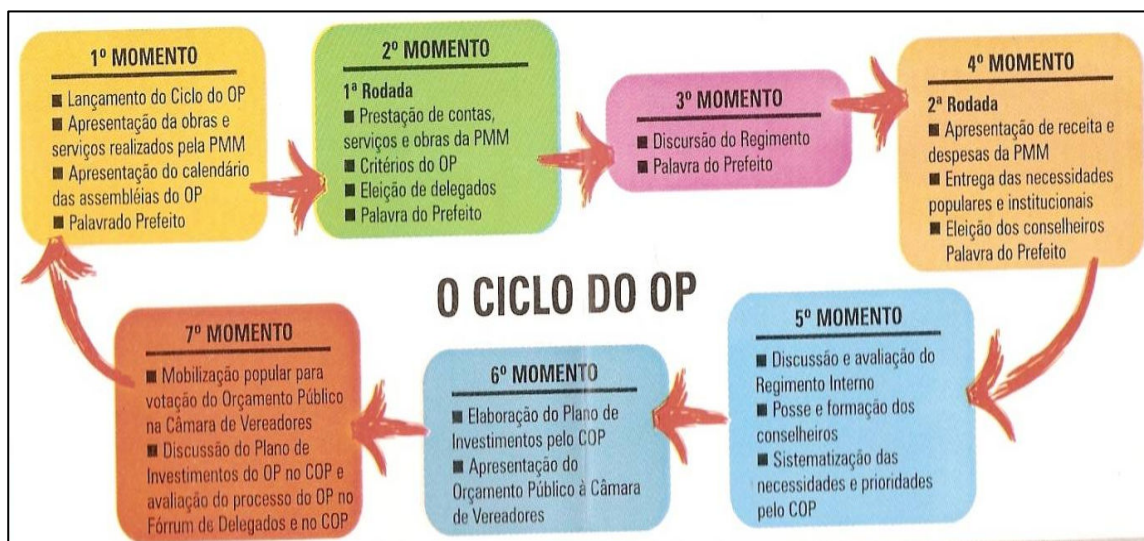 1º MOMENTO
■ Lançamento do Ciclo do OP
■ Apresentação da obras e
serviços realizados pela PMM
■ Apresentação do calendário
das assembléias do OP
■ Palavrado Prefeito
2º MOMENTO
1ª Rodada
■ Prestação de contas,
serviços e obras da PMM
■ Critérios do OP
■ Eleição de delegados
■ Palavra do Prefeito
3º MOMENTO
■ Discursão do Regimento
■ Palavra do Prefeito
4º MOMENTO
2ª Rodada
■ Apresentação de receita e
despesas da PMM
■ Entrega das necessidades
populares e institucionais
■ Eleição dos conselheiros
Palavra do Prefeito
O CICLO DO OP
5º MOMENTO
■ Discussão e avaliação do
Regimento Interno
■ Posse e formação dos
conselheiros
■ Sistematização das
necessidades e prioridades
pelo COP
6º MOMENTO
■ Elaboração do Plano de
Investimentos pelo COP
■ Apresentação do
Orçamento Público à Câmara
de Vereadores
7º MOMENTO
■ Mobilização popular para
votação do Orçamento Público
na Câmara de Vereadores
■ Discussão do Plano de
Investimentos do OP no COP e
avaliação do processo do OP no
Fórrum de Delegados e no COP